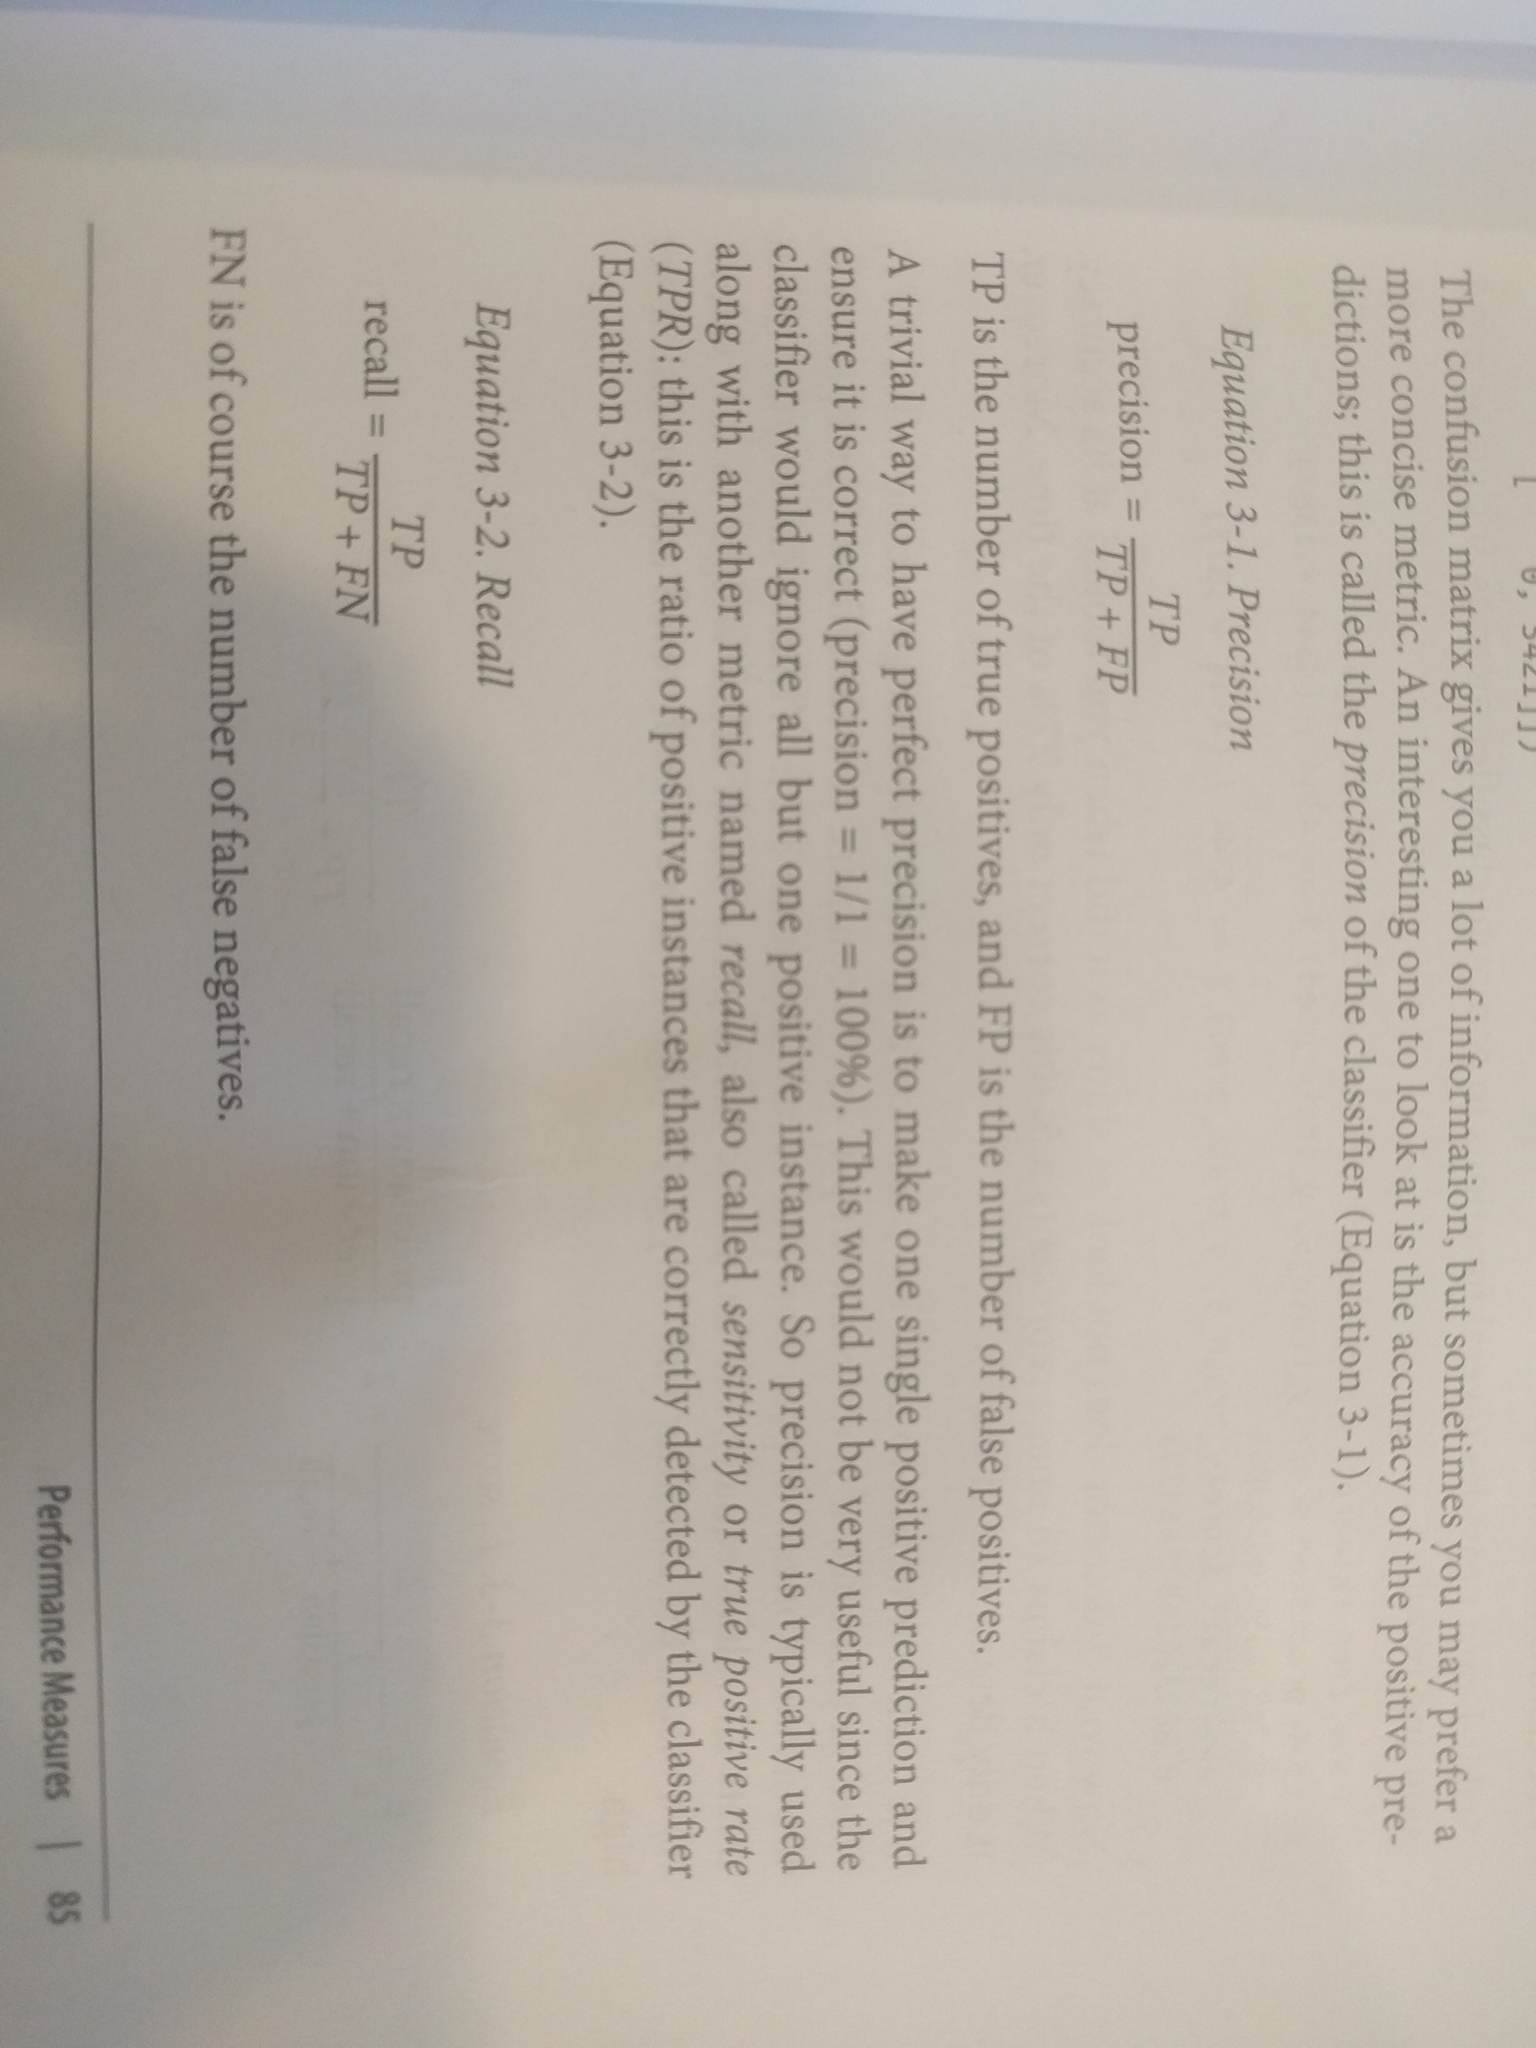 The confusion matrix gives you a lot of information, but sometimes you may prefer a
more concise metric. An interesting one to look at is the accuracy of the positive pre-
dictions; this is called the precision of the classifier (Equation 3-1).
Equation 3-1. Precision
precision = TP / (TP + FP)
TP is the number of true positives, and FP is the number of false positives.
A trivial way to have perfect precision is to make one single positive prediction and
ensure it is correct (precision = 1/1 = 100%). This would not be very useful since the
classifier would ignore all but one positive instance. So precision is typically used
along with another metric named recall, also called sensitivity or true positive rate
(TPR): this is the ratio of positive instances that are correctly detected by the classifier
(Equation 3-2).
Equation 3-2. Recall
recall = TP / (TP + FN)
FN is of course the number of false negatives.
Performance Measures | 85